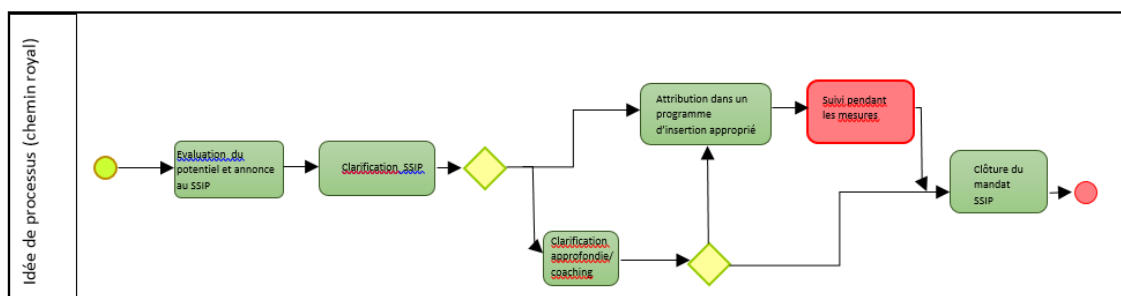 Idée de processus (chemin royal)
Evaluation du
potentiel et annonce
au SSIP
Clarification SSIP
Attribution dans un
programme
d'insertion approprié
Suivi pendant
les mesures
Clarification
approfondie/
coaching
Clôture du
mandat
SSIP